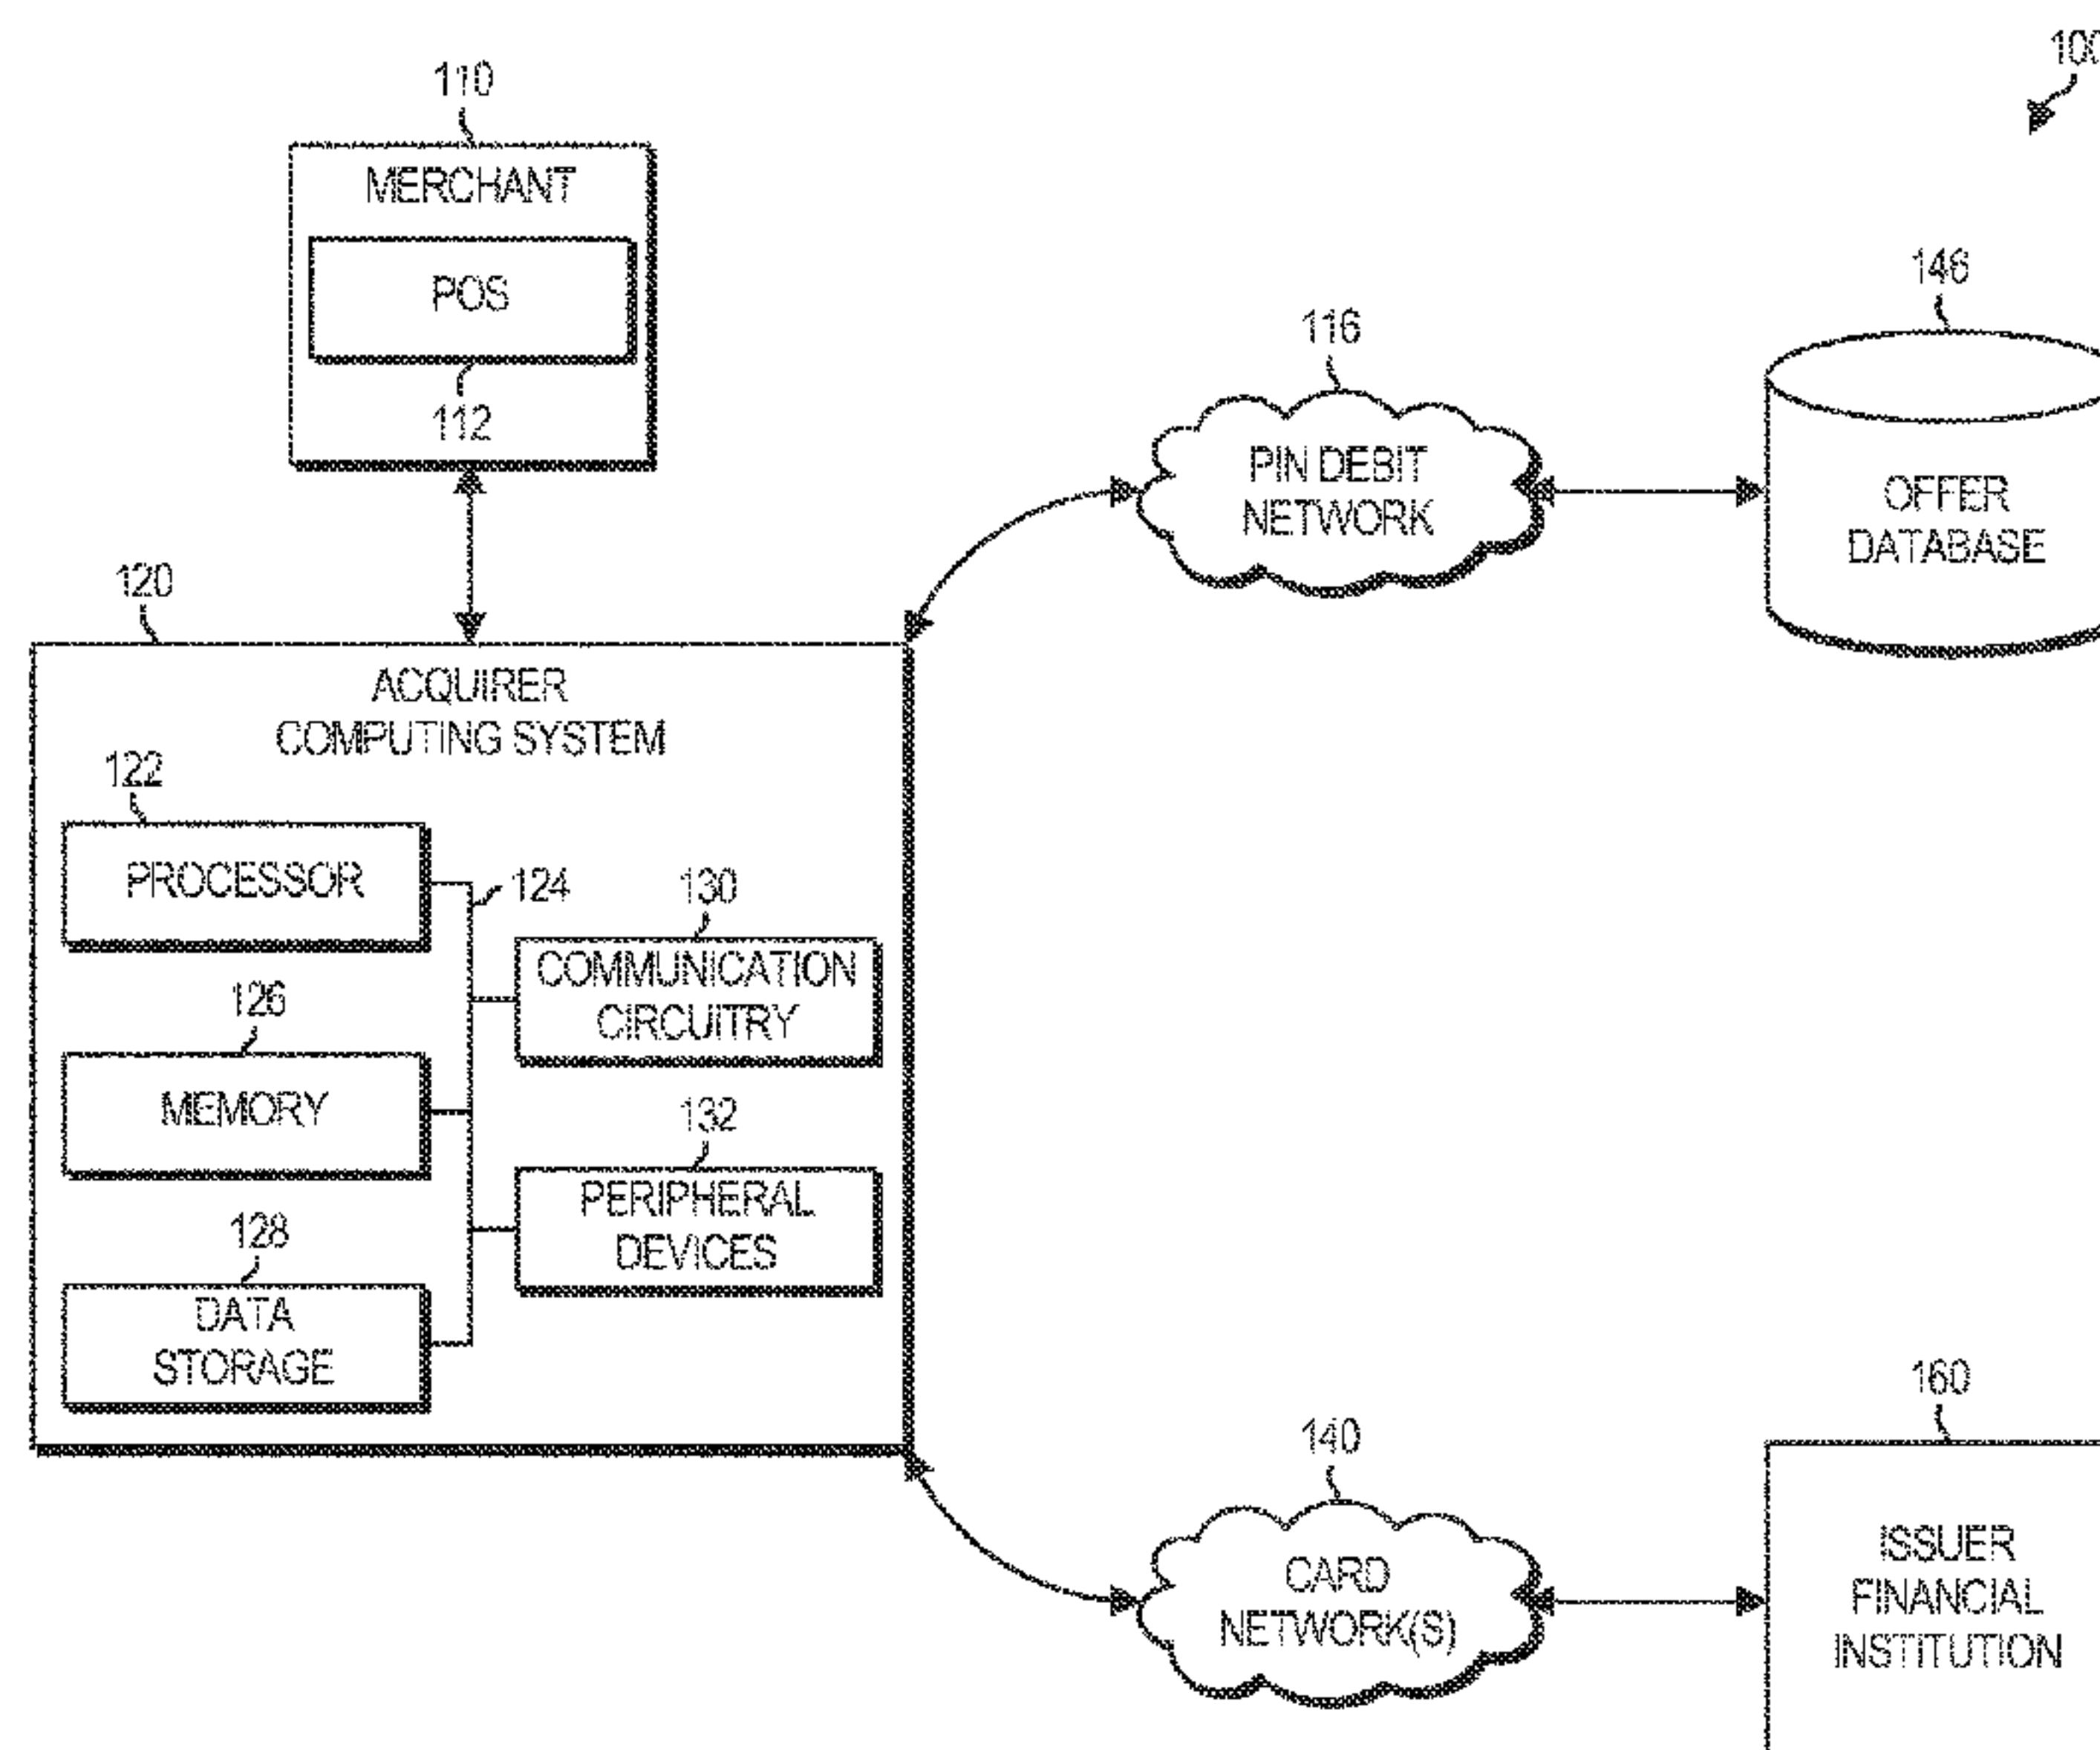 100
110
MERCHANT
POS
112
116
PIN DEBIT
NETWORK
146
OFFER
DATABASE
120
ACQUIRER
COMPUTING SYSTEM
122
PROCESSOR
124
130
COMMUNICATION
CIRCUITRY
126
MEMORY
132
PERIPHERAL
DEVICES
128
DATA
STORAGE
140
CARD
NETWORK(S)
160
ISSUER
FINANCIAL
INSTITUTION